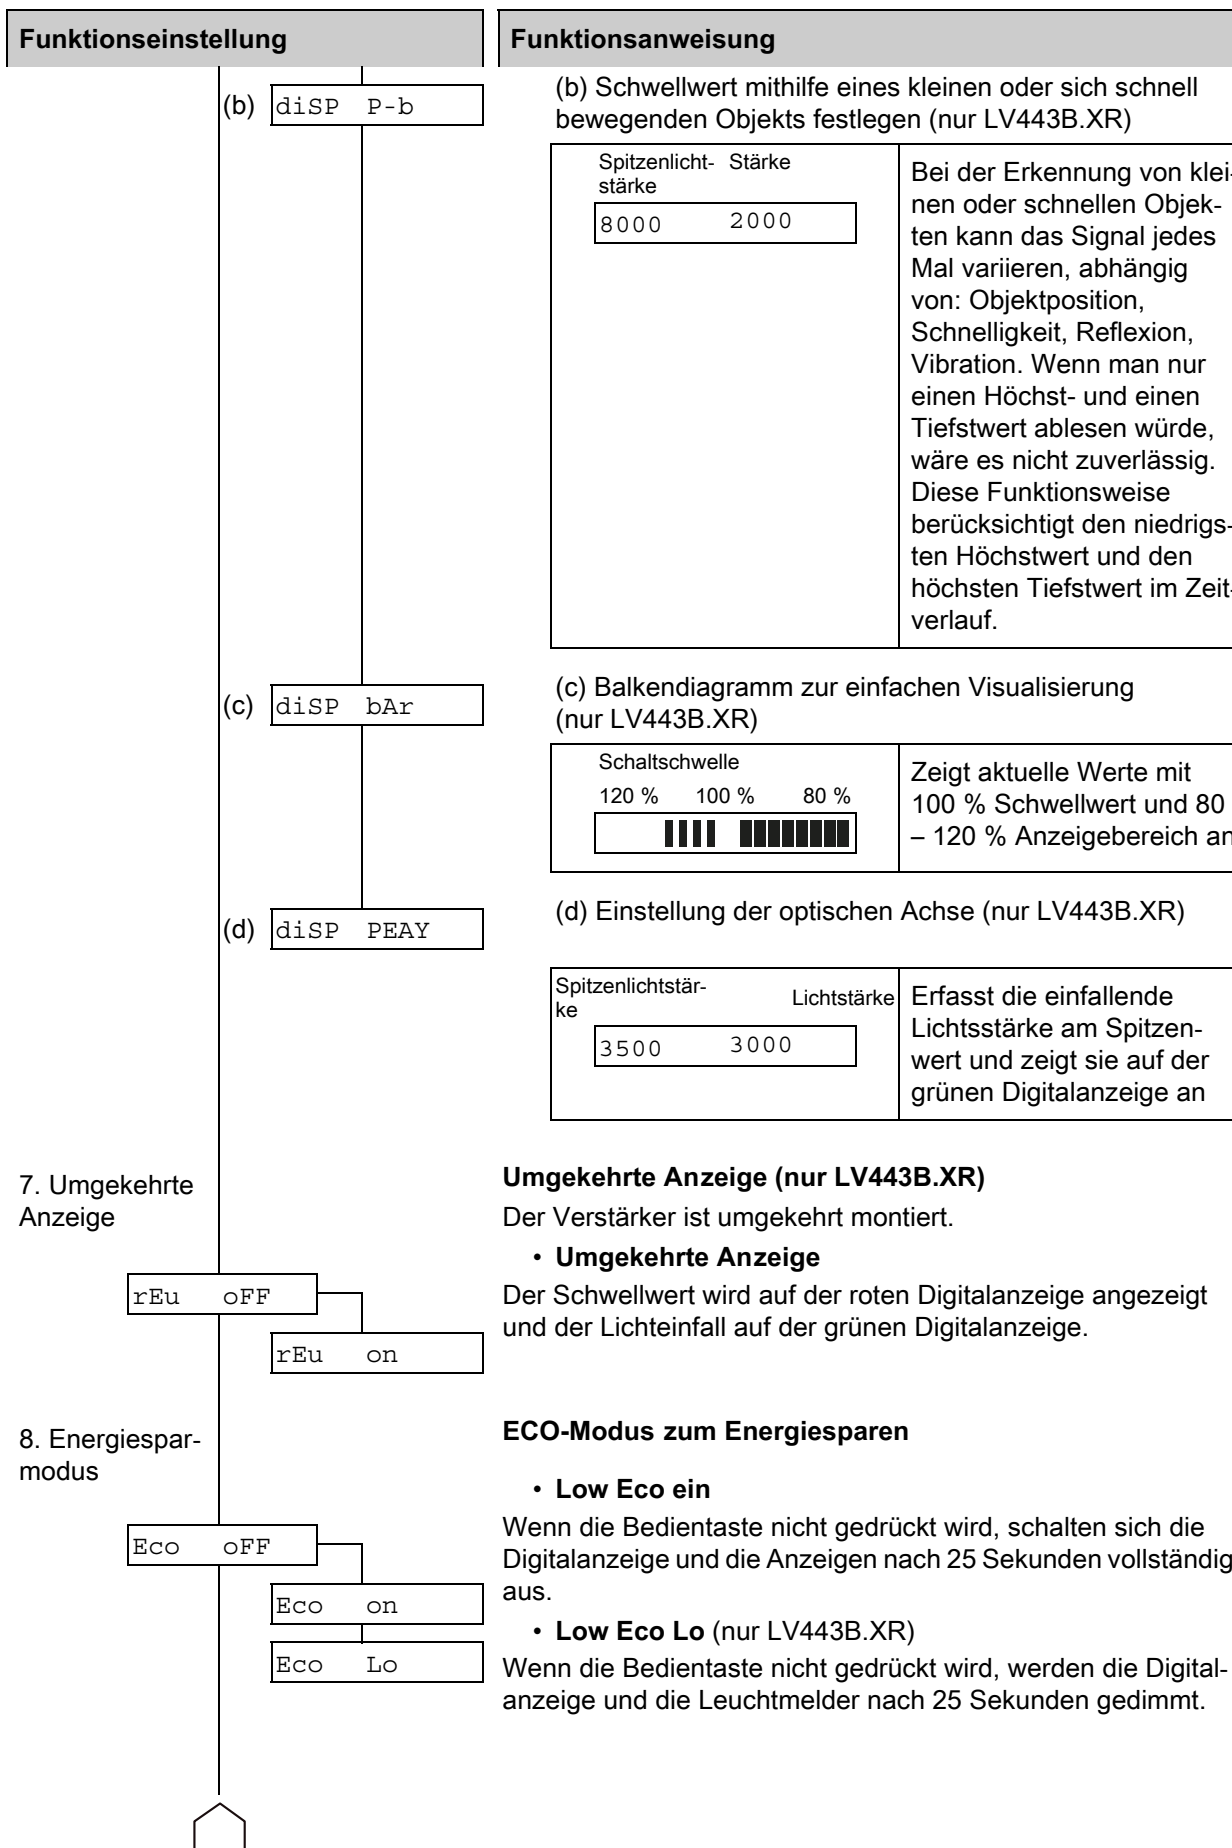 Funktionseinstellung
Funktionsanweisung
(b)
diSP P-b
(b) Schwellwert mithilfe eines kleinen oder sich schnell
bewegenden Objekts festlegen (nur LV443B.XR)
Spitzenlicht- Stärke
stärke
8000 2000
Bei der Erkennung von klei-
nen oder schnellen Objek-
ten kann das Signal jedes
Mal variieren, abhängig
von: Objektposition,
Schnelligkeit, Reflexion,
Vibration. Wenn man nur
einen Höchst- und einen
Tiefstwert ablesen würde,
wäre es nicht zuverlässig.
Diese Funktionsweise
berücksichtigt den niedrigs-
ten Höchstwert und den
höchsten Tiefstwert im Zeit-
verlauf.
(c)
diSP bAr
(c) Balkendiagramm zur einfachen Visualisierung
(nur LV443B.XR)
Schaltschwelle
120 % 100 % 80 %
Zeigt aktuelle Werte mit
100 % Schwellwert und 80
– 120 % Anzeigebereich an
(d)
diSP PEAY
(d) Einstellung der optischen Achse (nur LV443B.XR)
Spitzenlichtstär-
ke
Lichtstärke
3500 3000
Erfasst die einfallende
Lichtsstärke am Spitzen-
wert und zeigt sie auf der
grünen Digitalanzeige an
7. Umgekehrte
Anzeige
rEu oFF
rEu on
Umgekehrte Anzeige (nur LV443B.XR)
Der Verstärker ist umgekehrt montiert.
• Umgekehrte Anzeige
Der Schwellwert wird auf der roten Digitalanzeige angezeigt
und der Lichteinfall auf der grünen Digitalanzeige.
8. Energiespar-
modus
Eco oFF
Eco on
Eco Lo
ECO-Modus zum Energiesparen
• Low Eco ein
Wenn die Bedientaste nicht gedrückt wird, schalten sich die
Digitalanzeige und die Anzeigen nach 25 Sekunden vollständig
aus.
• Low Eco Lo (nur LV443B.XR)
Wenn die Bedientaste nicht gedrückt wird, werden die Digital-
anzeige und die Leuchtmelder nach 25 Sekunden gedimmt.